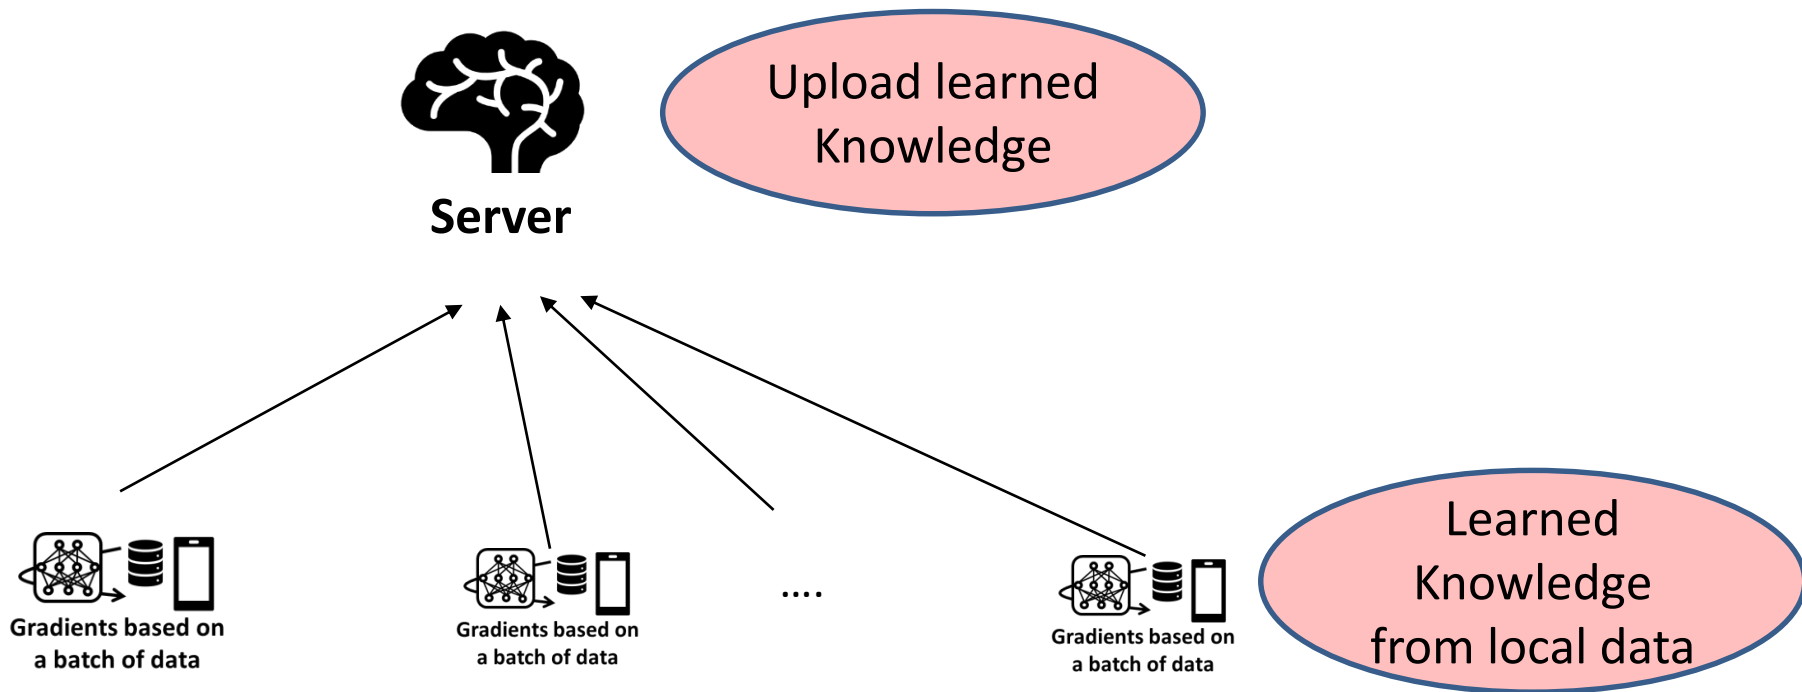 Upload learned
Knowledge
Server
Gradients based on
a batch of data
Gradients based on
a batch of data
....
Gradients based on
a batch of data
Learned
Knowledge
from local data